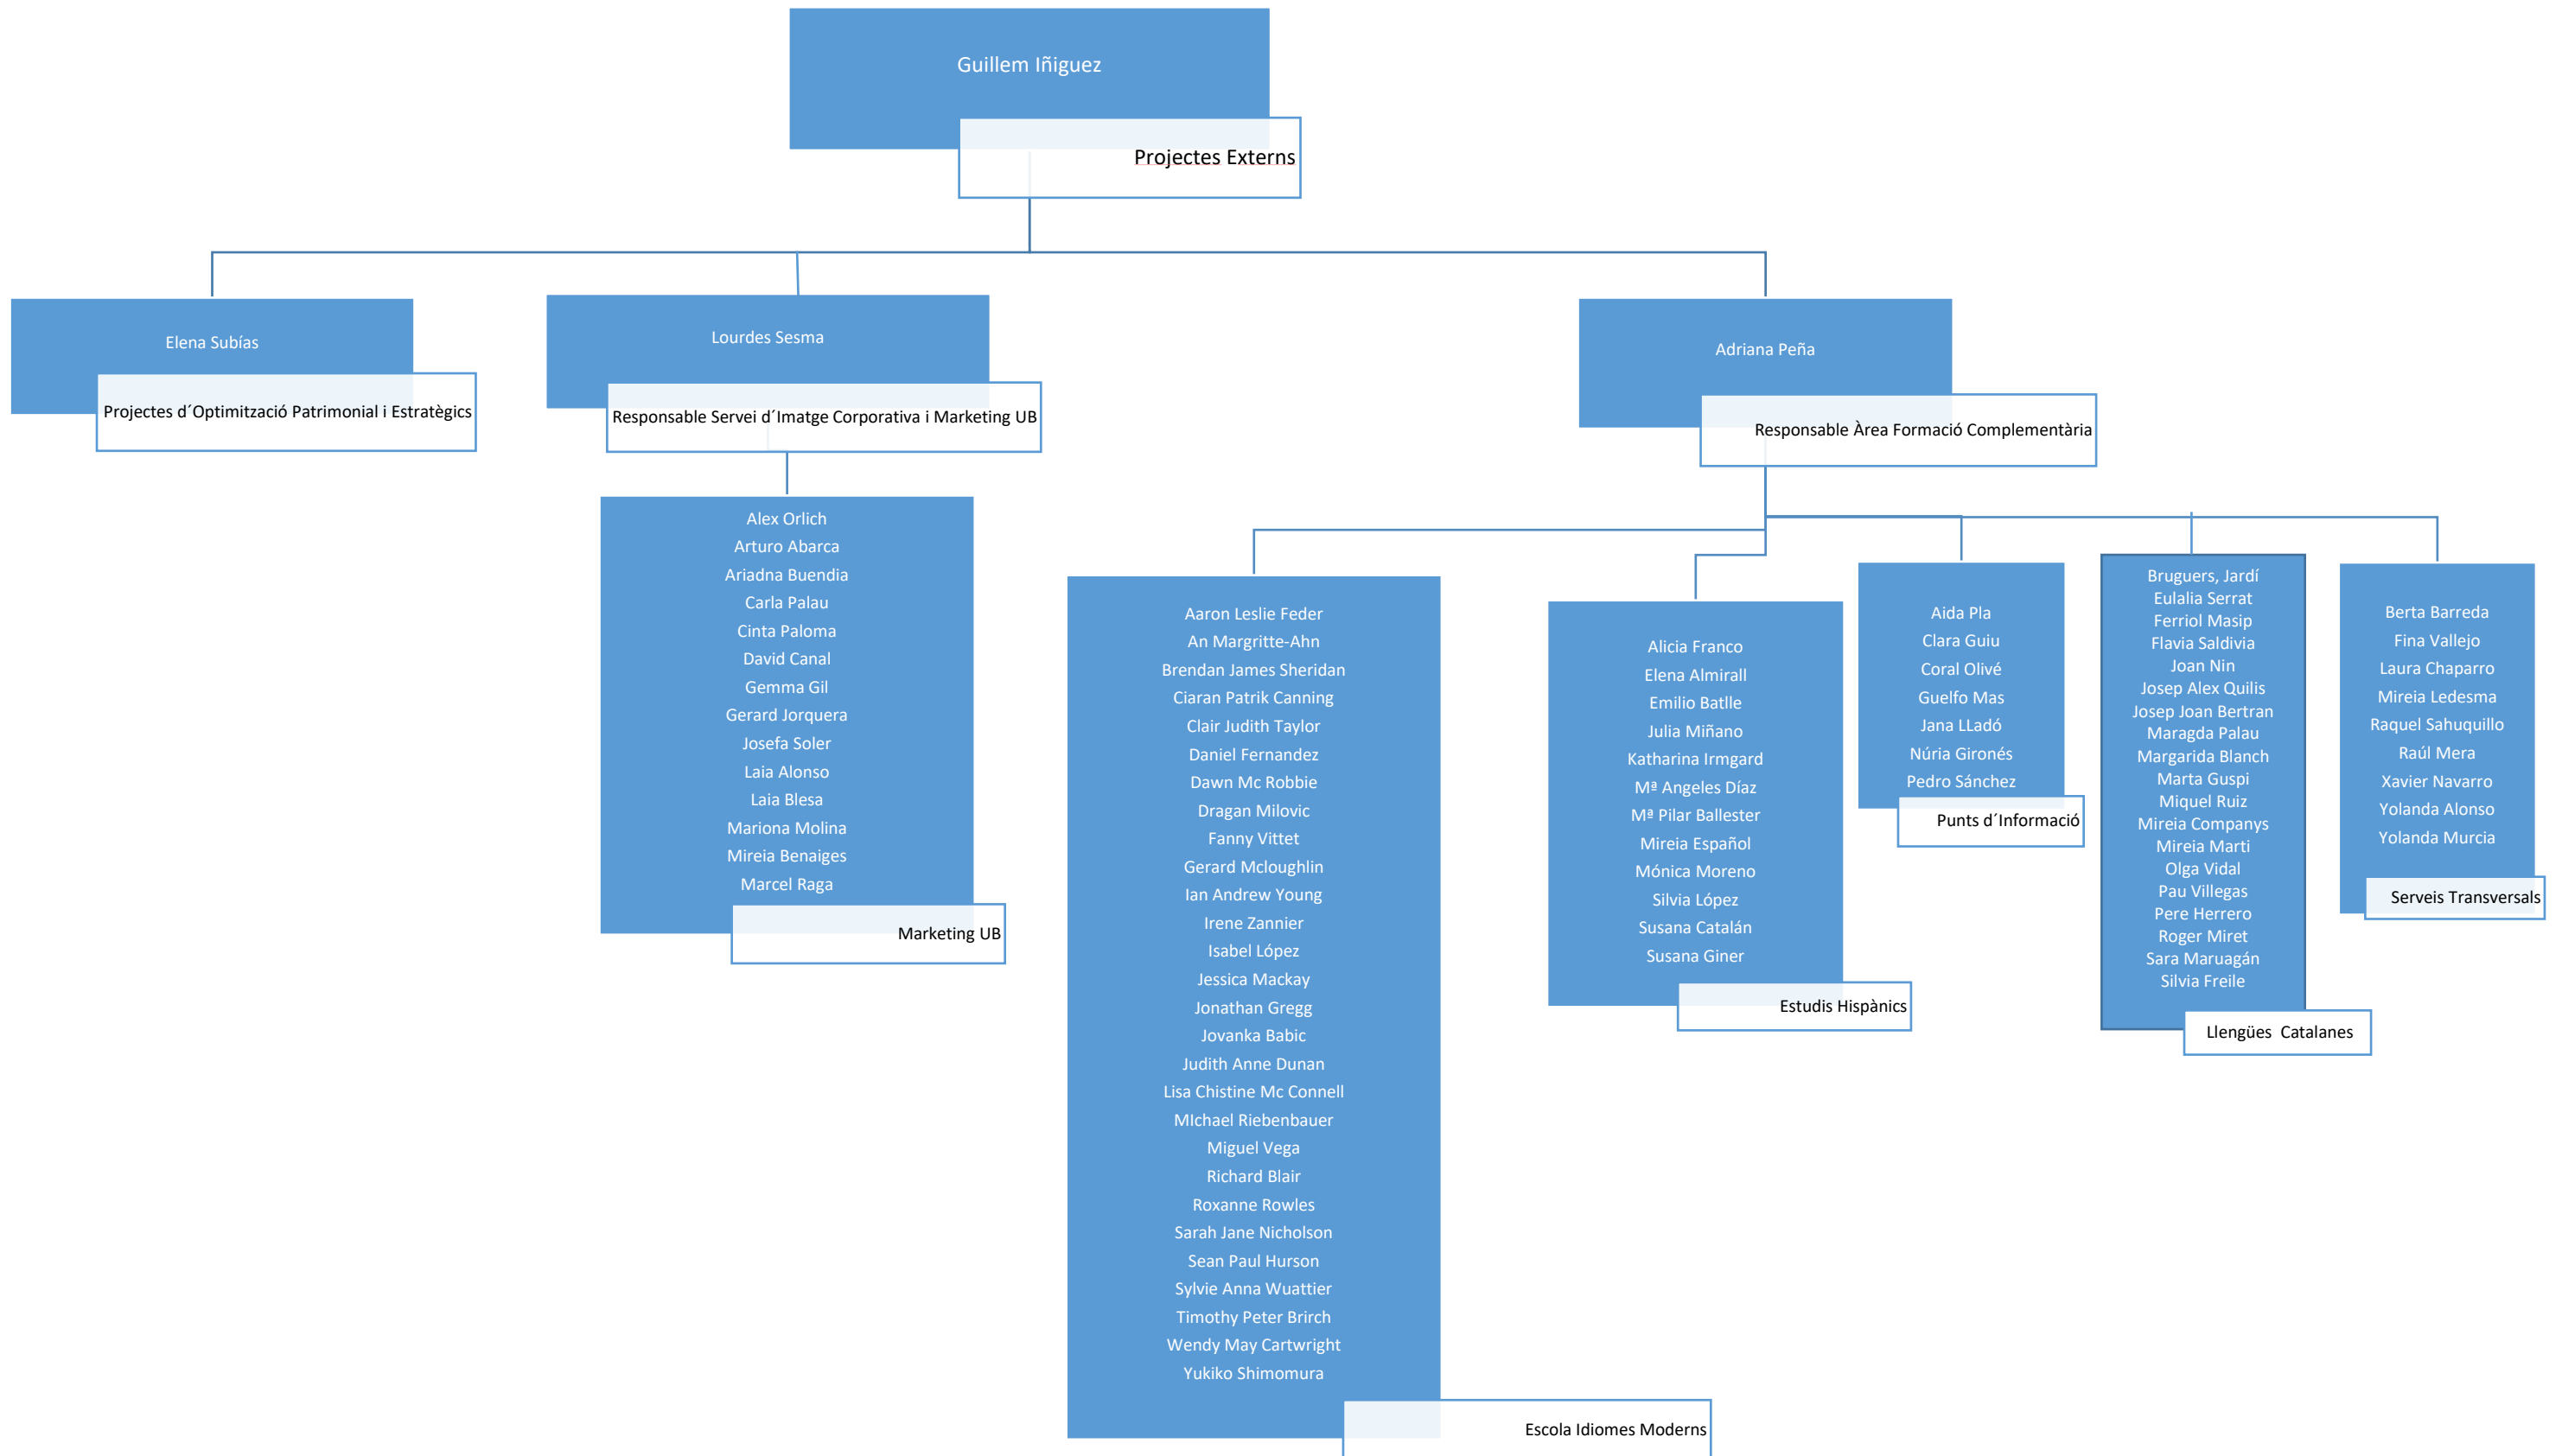 Guillem Iñiguez
Projectes Externs
Elena Subías
Projectes d´Optimització Patrimonial i Estratègics
Lourdes Sesma
Responsable Servei d´Imatge Corporativa i Marketing UB
Adriana Peña
Responsable Àrea Formació Complementària
Alex Orlich
Arturo Abarca
Ariadna Buendia
Carla Palau
Cinta Paloma
David Canal
Gemma Gil
Gerard Jorquera
Josefa Soler
Laia Alonso
Laia Blesa
Mariona Molina
Mireia Benaiges
Marcel Raga
Marketing UB
Aaron Leslie Feder
An Margritte-Ahn
Brendan James Sheridan
Ciaran Patrik Canning
Clair Judith Taylor
Daniel Fernandez
Dawn Mc Robbie
Dragan Milovic
Fanny Vittet
Gerard Mcloughlin
Ian Andrew Young
Irene Zannier
Isabel López
Jessica Mackay
Jonathan Gregg
Jovanka Babic
Judith Anne Dunan
Lisa Chistine Mc Connell
MIchael Riebenbauer
Miguel Vega
Richard Blair
Roxanne Rowles
Sarah Jane Nicholson
Sean Paul Hurson
Sylvie Anna Wuattier
Timothy Peter Brirch
Wendy May Cartwright
Yukiko Shimomura
Escola Idiomes Moderns
Alicia Franco
Elena Almirall
Emilio Batlle
Julia Miñano
Katharina Irmgard
Mª Angeles Díaz
Mª Pilar Ballester
Mireia Español
Mónica Moreno
Silvia López
Susana Catalán
Susana Giner
Estudis Hispànics
Aida Pla
Clara Guiu
Coral Olivé
Guelfo Mas
Jana LLadó
Núria Gironés
Pedro Sánchez
Punts d´Informació
Bruguers, Jardí
Eulalia Serrat
Ferriol Masip
Flavia Saldivia
Joan Nin
Josep Alex Quilis
Josep Joan Bertran
Maragda Palau
Margarida Blanch
Marta Guspi
Miquel Ruiz
Mireia Companys
Mireia Marti
Olga Vidal
Pau Villegas
Pere Herrero
Roger Miret
Sara Maruagán
Silvia Freile
Llengües Catalanes
Berta Barreda
Fina Vallejo
Laura Chaparro
Mireia Ledesma
Raquel Sahuquillo
Raúl Mera
Xavier Navarro
Yolanda Alonso
Yolanda Murcia
Serveis Transversals